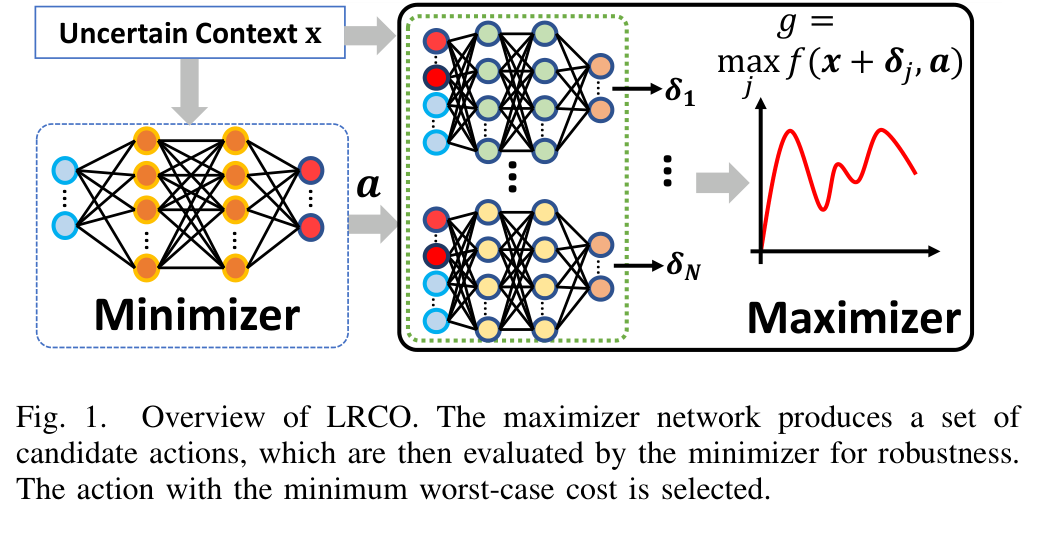 Uncertain Context x
g =
max f(x + δ_j, a)
j
δ_1
a
δ_N
Minimizer
Maximizer
Fig. 1. Overview of LRCO. The maximizer network produces a set of
candidate actions, which are then evaluated by the minimizer for robustness.
The action with the minimum worst-case cost is selected.